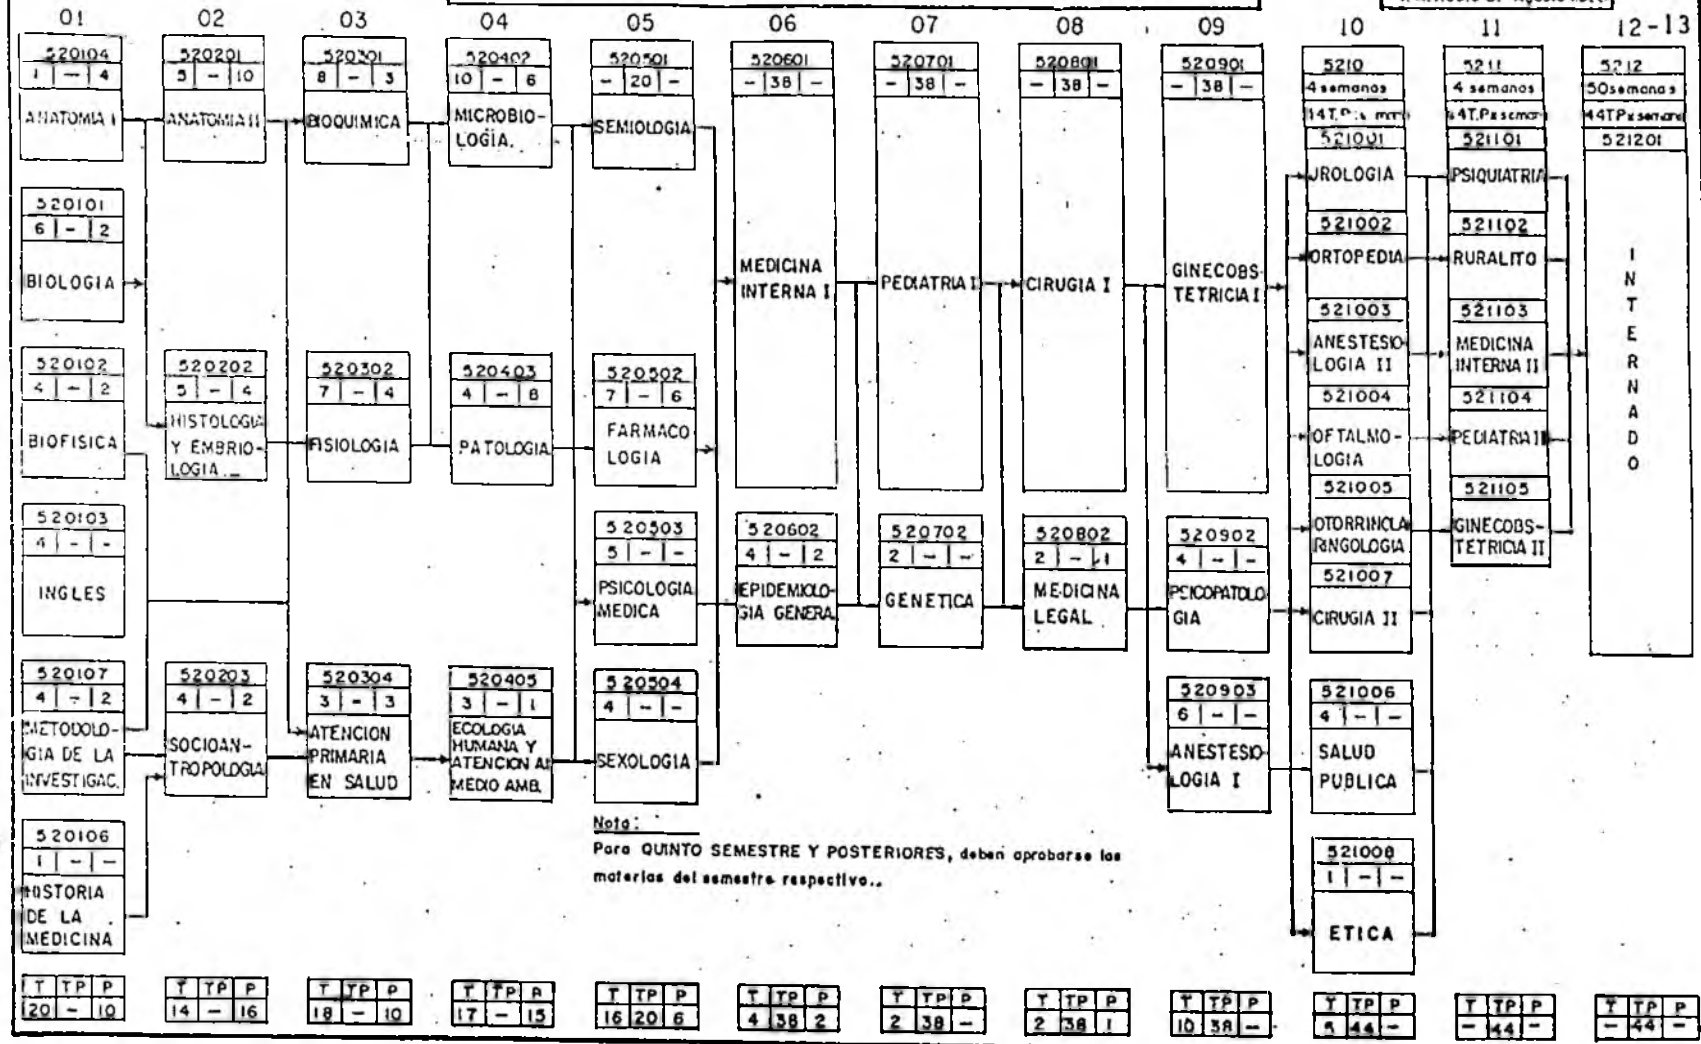 01 02 03 04 05 06 07 08 09 10 11 12-13
520104
1 | - | 4
ANATOMIA I
520101
6 | - | 2
BIOLOGIA
520102
4 | - | 2
BIOFISICA
520103
4 | - | -
INGLES
520107
4 | - | 2
METODOLO-
GIA DE LA
INVESTIGAC.
520106
1 | - | -
HISTORIA
DE LA
MEDICINA
T | TP | P
20 | - | 10
520201
5 | - | 10
ANATOMIA II
520202
5 | - | 4
HISTOLOGIA
Y EMBRIO-
LOGIA
520203
4 | - | 2
SOCIOAN-
TROPOLOGIA
T | TP | P
14 | - | 16
520301
8 | - | 3
BIOQUIMICA
520302
7 | - | 4
FISIOLOGIA
520304
3 | - | 3
ATENCION
PRIMARIA
EN SALUD
T | TP | P
18 | - | 10
520402
10 | - | 6
MICROBIO-
LOGIA.
520403
4 | - | 8
PATOLOGIA
520405
3 | - | 1
ECOLOGIA
HUMANA Y
ATENCION AL
MEDIO AMB.
T | TP | P
17 | - | 15
520501
- | 20 | -
SEMIOLOGIA
520502
7 | - | 6
FARMACO
LOGIA
520503
5 | - | -
PSICOLOGIA
MEDICA
520504
4 | - | -
SEXOLOGIA
Nota:
Para QUINTO SEMESTRE Y POSTERIORES, deben aprobarse las
materias del semestre respectivo..
T | TP | P
16 | 20 | 6
520601
- | 38 | -
MEDICINA
INTERNA I
520602
4 | - | 2
EPIDEMIOLO-
GIA GENERAL
T | TP | P
4 | 38 | 2
520701
- | 38 | -
PEDIATRIA I
520702
2 | - | -
GENETICA
T | TP | P
2 | 38 | -
520801
- | 38 | -
CIRUGIA I
520802
2 | - | 1
MEDICINA
LEGAL
T | TP | P
2 | 38 | 1
520901
- | 38 | -
GINECOBS-
TETRICIA I
520902
4 | - | -
PSICOPATOLO-
GIA
520903
6 | - | -
ANESTESIO
LOGIA I
T | TP | P
10 | 38 | -
5210
4 semanas
521001
UROLOGIA
521002
ORTOPEDIA
521003
ANESTESIO-
LOGIA II
521004
OFTALMO-
LOGIA
521005
OTORRINOLA
RINGOLOGIA
521007
CIRUGIA II
521006
4 | - | -
SALUD
PUBLICA
521008
1 | - | -
ETICA
T | TP | P
5 | 44 | -
5211
4 semanas
521101
PSIQUIATRIA
521102
RURALITO
521103
MEDICINA
INTERNA II
521104
PEDIATRIA II
521105
GINECOBS-
TETRICIA II
T | TP | P
- | 44 | -
5212
50 semanas
44TPxsemana
521201
INTERNADO
T | TP | P
- | 44 | -